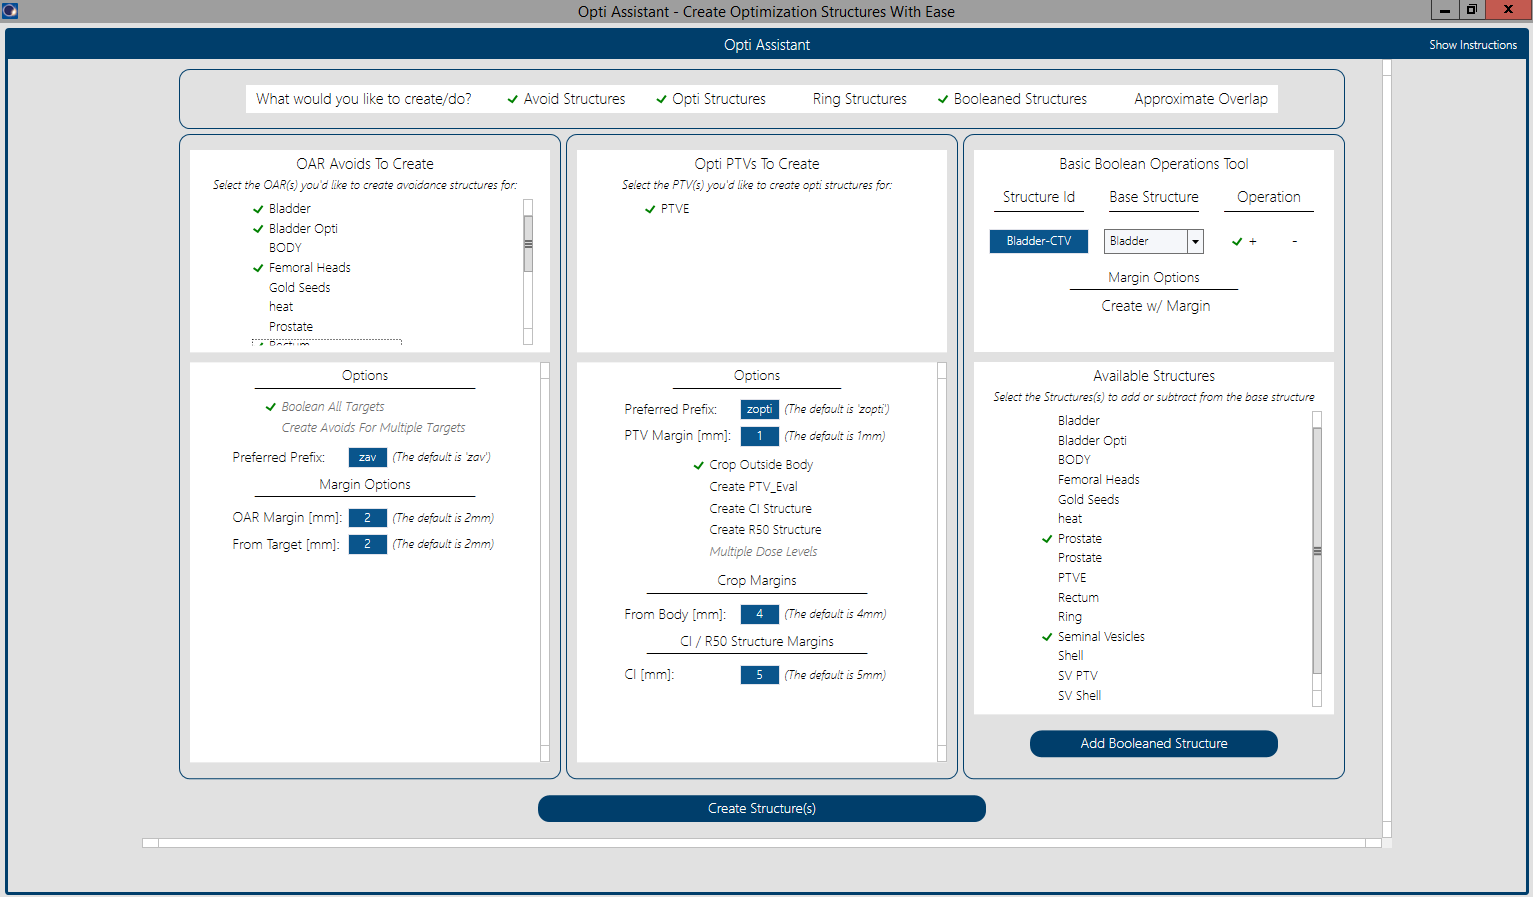 Opti Assistant - Create Optimization Structures With Ease
Opti Assistant
Show Instructions
What would you like to create/do?
Avoid Structures
Opti Structures
Ring Structures
Booleaned Structures
Approximate Overlap
OAR Avoids To Create
Select the OAR(s) you'd like to create avoidance structures for:
Bladder
Bladder Opti
BODY
Femoral Heads
Gold Seeds
heat
Prostate
Rectum
Options
Boolean All Targets
Create Avoids For Multiple Targets
Preferred Prefix: zav (The default is 'zav')
Margin Options
OAR Margin [mm]: 2 (The default is 2mm)
From Target [mm]: 2 (The default is 2mm)
Opti PTVs To Create
Select the PTV(s) you'd like to create opti structures for:
PTVE
Options
Preferred Prefix: zopti (The default is 'zopti')
PTV Margin [mm]: 1 (The default is 1mm)
Crop Outside Body
Create PTV_Eval
Create CI Structure
Create R50 Structure
Multiple Dose Levels
Crop Margins
From Body [mm]: 4 (The default is 4mm)
CI / R50 Structure Margins
CI [mm]: 5 (The default is 5mm)
Basic Boolean Operations Tool
Structure Id Base Structure Operation
Bladder-CTV Bladder + -
Margin Options
Create w/ Margin
Available Structures
Select the Structures(s) to add or subtract from the base structure
Bladder
Bladder Opti
BODY
Femoral Heads
Gold Seeds
heat
Prostate
Prostate
PTVE
Rectum
Ring
Seminal Vesicles
Shell
SV PTV
SV Shell
Add Booleaned Structure
Create Structure(s)